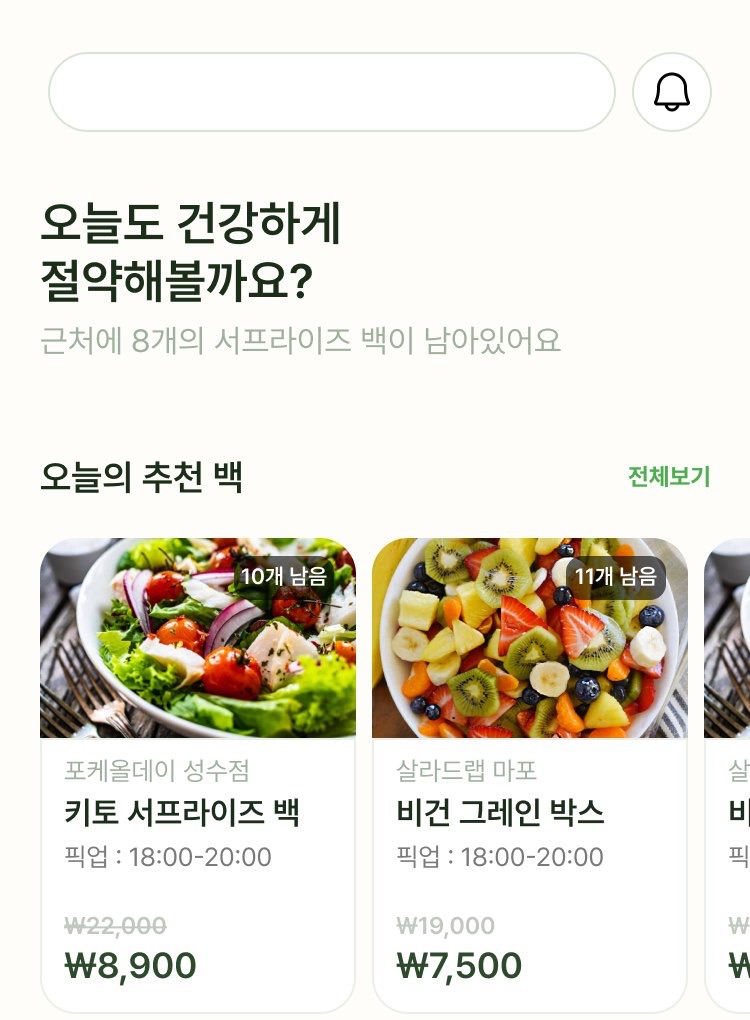 오늘도 건강하게
절약해볼까요?
근처에 8개의 서프라이즈 백이 남아있어요
오늘의 추천 백
전체보기
10개 남음
포케올데이 성수점
키토 서프라이즈 백
픽업 : 18:00-20:00
₩22,000
₩8,900
11개 남음
살라드랩 마포
비건 그레인 박스
픽업 : 18:00-20:00
₩19,000
₩7,500
살
픽
₩
₩